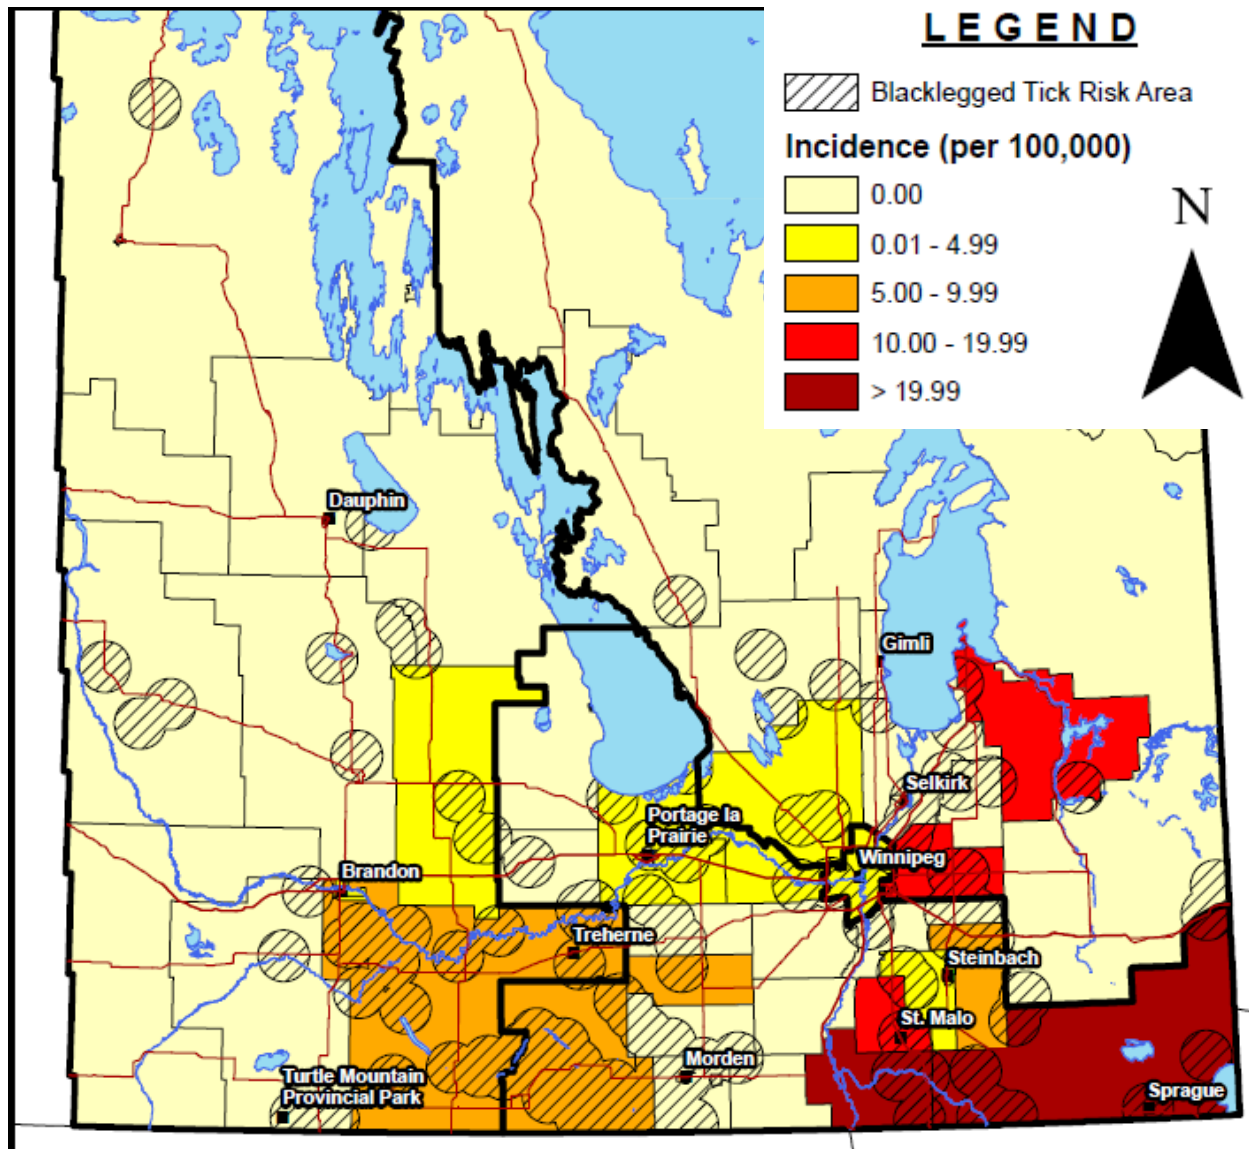 L E G E N D
Blacklegged Tick Risk Area
Incidence (per 100,000)
0.00
0.01 - 4.99
5.00 - 9.99
10.00 - 19.99
> 19.99
N
Dauphin
Gimli
Selkirk
Portage la
Prairie
Winnipeg
Brandon
Treherne
Steinbach
St. Malo
Morden
Turtle Mountain
Provincial Park
Sprague